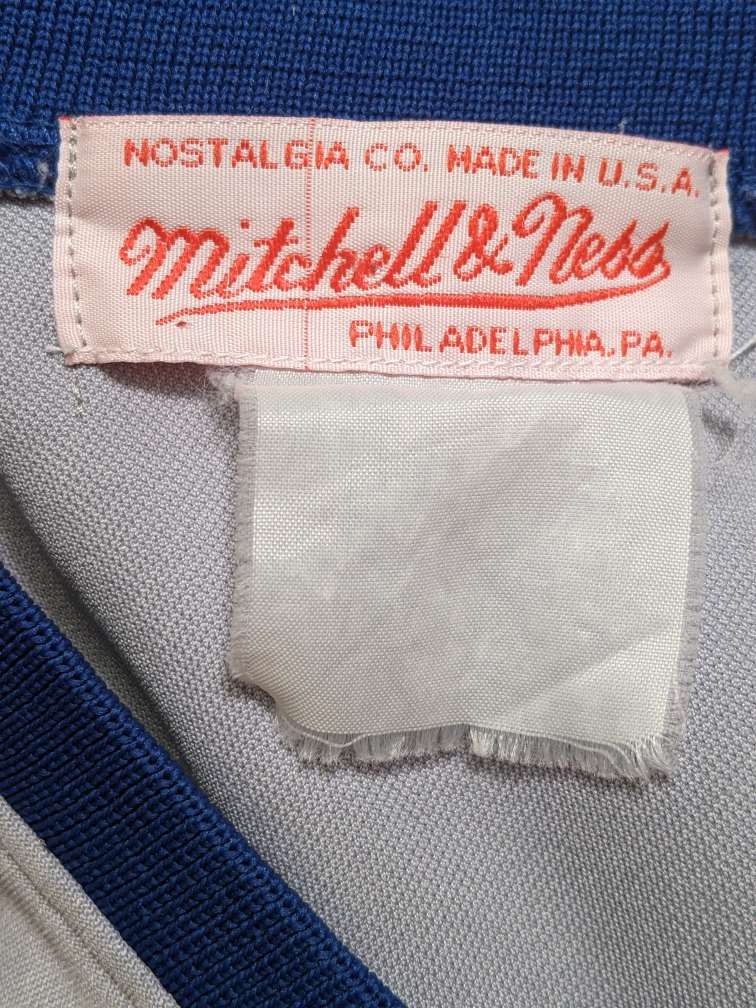 NOSTALGIA CO. MADE IN U.S.A.
Mitchell & Ness
PHILADELPHIA, PA.